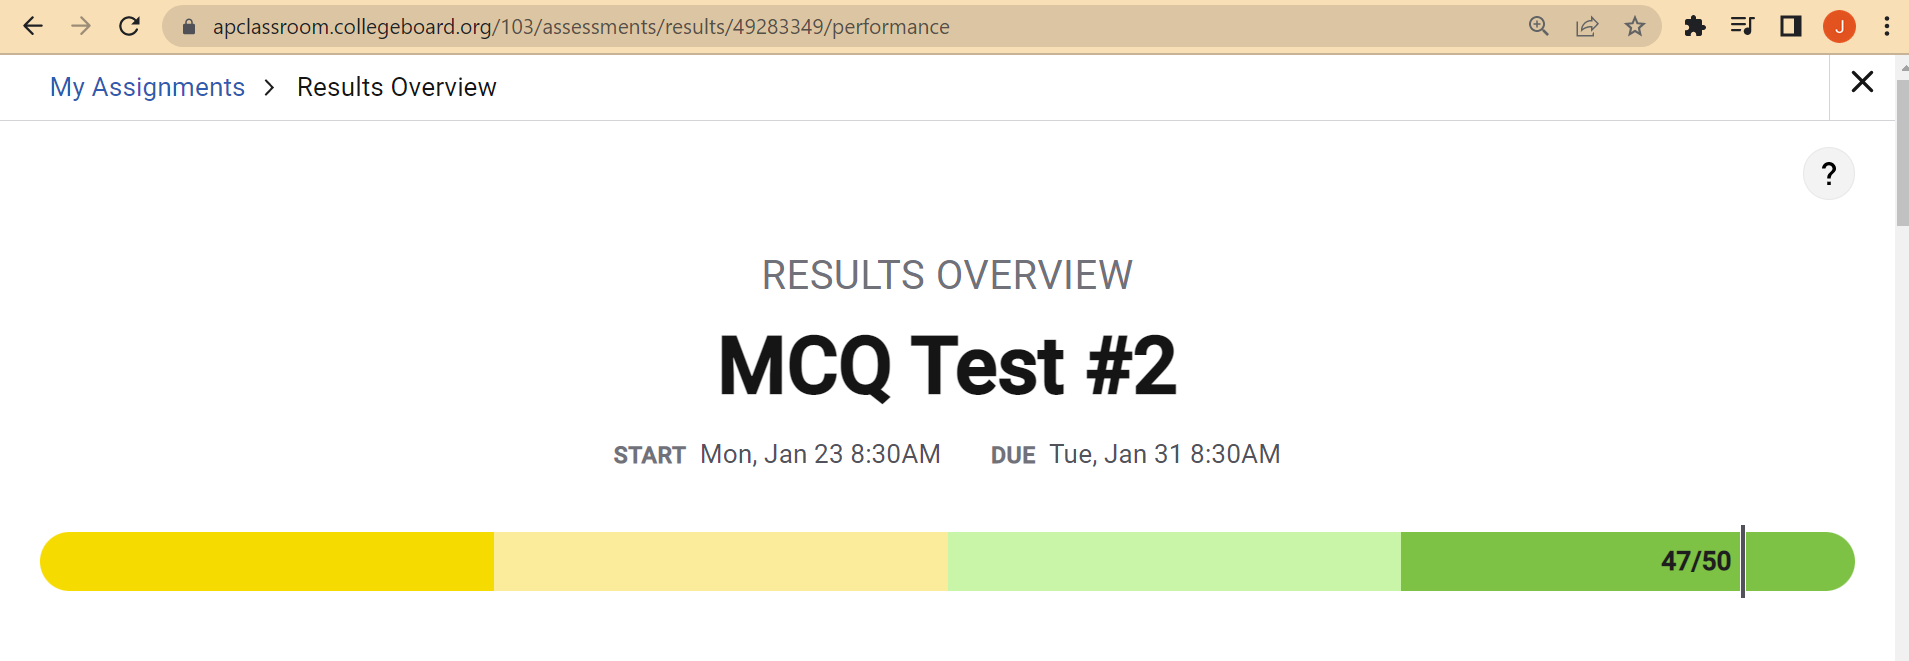 apclassroom.collegeboard.org/103/assessments/results/49283349/performance
J
My Assignments > Results Overview
?
RESULTS OVERVIEW
MCQ Test #2
START Mon, Jan 23 8:30AM DUE Tue, Jan 31 8:30AM
47/50